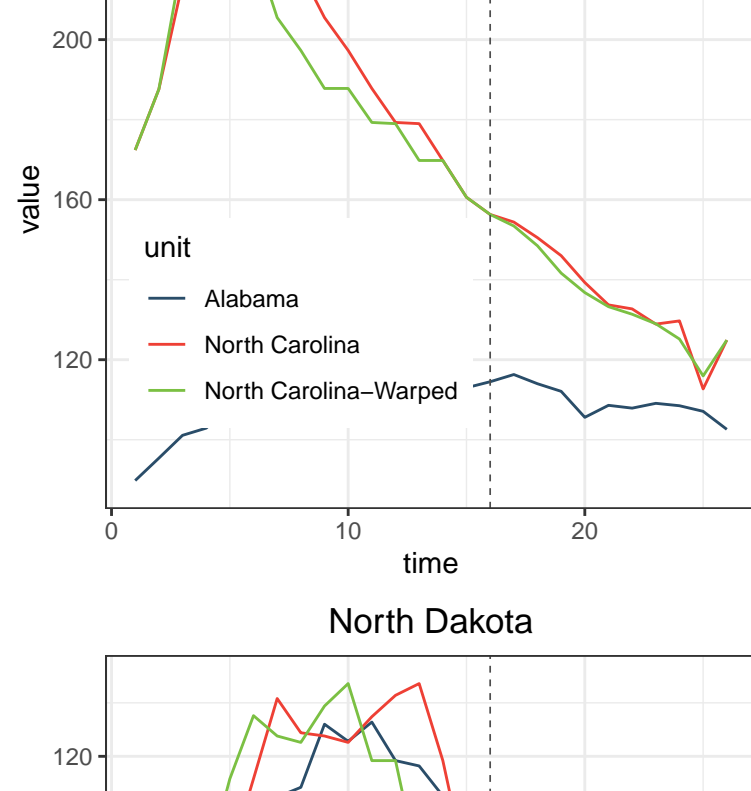 200
160
120
value
unit
Alabama
North Carolina
North Carolina−Warped
0
10
20
time
North Dakota
120